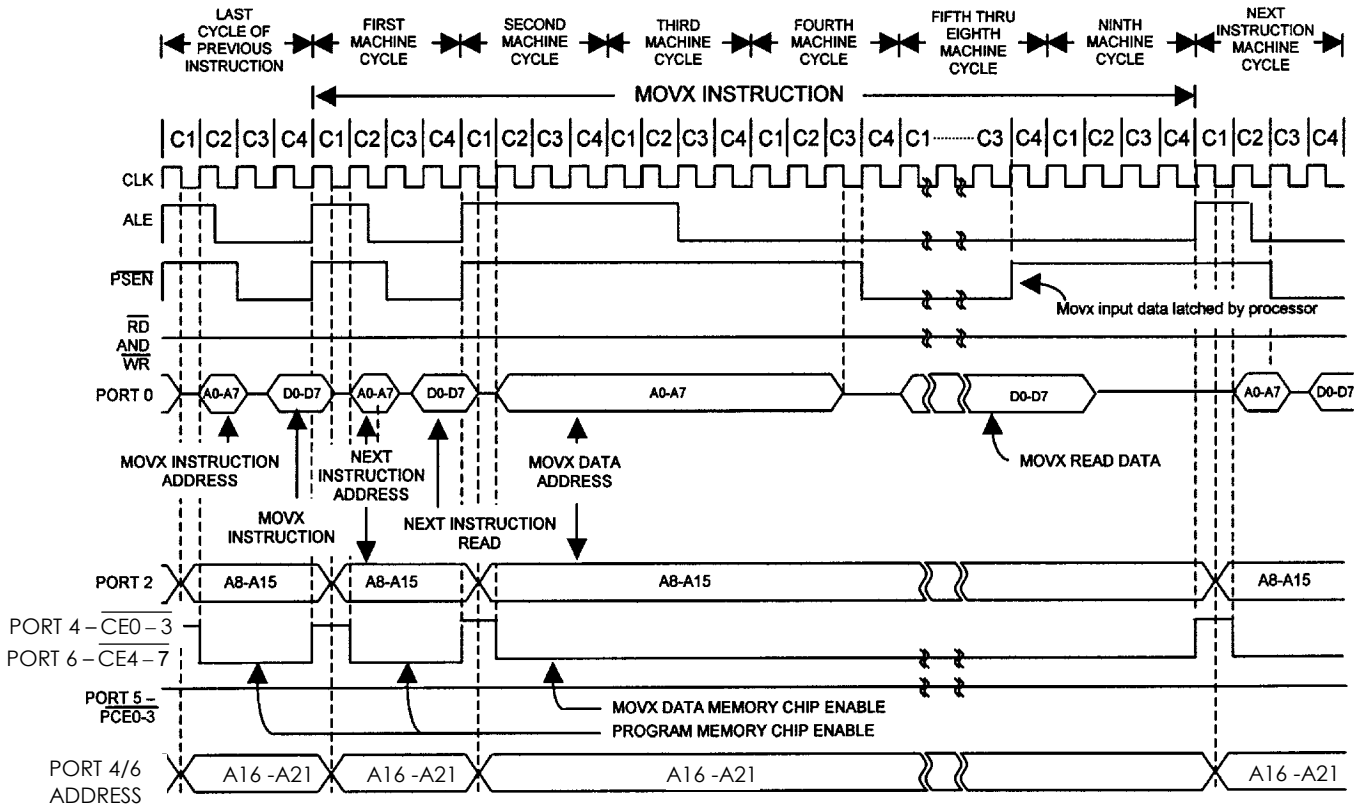 LAST
CYCLE OF
PREVIOUS
INSTRUCTION
FIRST
MACHINE
CYCLE
SECOND
MACHINE
CYCLE
THIRD
MACHINE
CYCLE
FOURTH
MACHINE
CYCLE
FIFTH THRU
EIGHTH
MACHINE
CYCLE
NINTH
MACHINE
CYCLE
NEXT
INSTRUCTION
MACHINE
CYCLE
MOVX INSTRUCTION
C1 C2 C3 C4 C1 C2 C3 C4 C1 C2 C3 C4 C1 C2 C3 C4 C1 C2 C3 C4 C1 ········ C3 C4 C1 C2 C3 C4 C1 C2 C3 C4
CLK
ALE
PSEN
Movx input data latched by processor
RD
AND
WR
PORT 0
A0-A7 D0-D7 A0-A7 D0-D7 A0-A7 D0-D7 A0-A7 D0-D7
MOVX INSTRUCTION
ADDRESS
NEXT
INSTRUCTION
ADDRESS
MOVX DATA
ADDRESS
MOVX READ DATA
MOVX
INSTRUCTION
NEXT INSTRUCTION
READ
PORT 2
A8-A15 A8-A15 A8-A15 A8-A15
PORT 4 – CE0 – 3
PORT 6 – CE4 – 7
PORT 5 –
PCE0-3
MOVX DATA MEMORY CHIP ENABLE
PROGRAM MEMORY CHIP ENABLE
PORT 4/6
ADDRESS
A16 -A21 A16 -A21 A16 -A21 A16 -A21